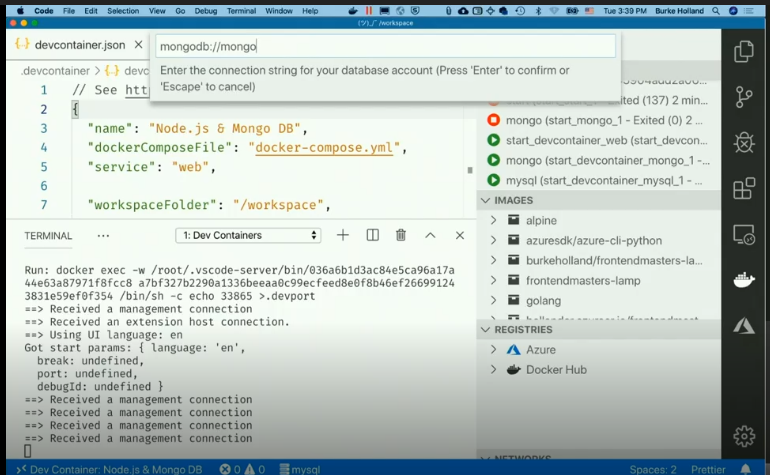 Code File Edit Selection View Go Debug Terminal Window Help Tue 3:39 PM Burke Holland
(ツ)_/¯ /workspace
devcontainer.json
mongodb://mongo
Enter the connection string for your database account (Press 'Enter' to confirm or
'Escape' to cancel)
.devcontainer
1 // See
2 {
3 "name": "Node.js & Mongo DB",
4 "dockerComposeFile": "docker-compose.yml",
5 "service": "web",
6
7 "workspaceFolder": "/workspace",
Exited (137) 2 min...
mongo (start_mongo_1 - Exited (0) 2 ...
start_devcontainer_web (start_devcon...
mongo (start_devcontainer_mongo_1 -...
mysql (start_devcontainer_mysql_1 - ...
IMAGES
alpine
azuresdk/azure-cli-python
burkeholland/frontendmasters-la...
frontendmasters-lamp
golang
REGISTRIES
Azure
Docker Hub
NETWORKS
TERMINAL ... 1: Dev Containers
Run: docker exec -w /root/.vscode-server/bin/036a6b1d3ac84e5ca96a17a
44e63a87971f8fcc8 a7bf327b2290a1336beeaa0c99ecfeed8e0f8b46ef26699124
3831e59ef0f354 /bin/sh -c echo 33865 >.devport
==> Received a management connection
==> Received an extension host connection.
==> Using UI language: en
Got start params: { language: 'en',
break: undefined,
port: undefined,
debugId: undefined }
==> Received a management connection
==> Received a management connection
==> Received a management connection
==> Received a management connection
Dev Container: Node.js & Mongo DB 0 0 mysql Spaces: 2 Prettier